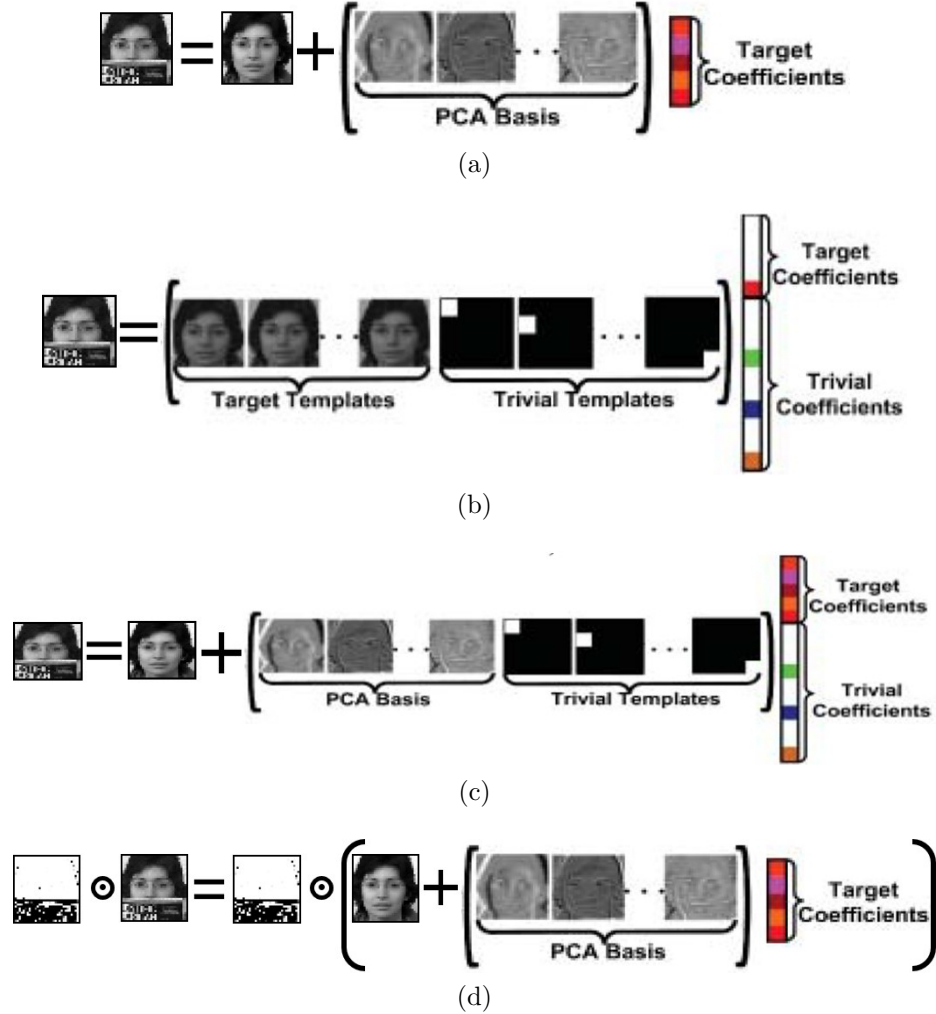 Target
Coefficients
PCA Basis
(a)
Target
Coefficients
Trivial
Coefficients
Target Templates
Trivial Templates
(b)
Target
Coefficients
Trivial
Coefficients
PCA Basis
Trivial Templates
(c)
Target
Coefficients
PCA Basis
(d)